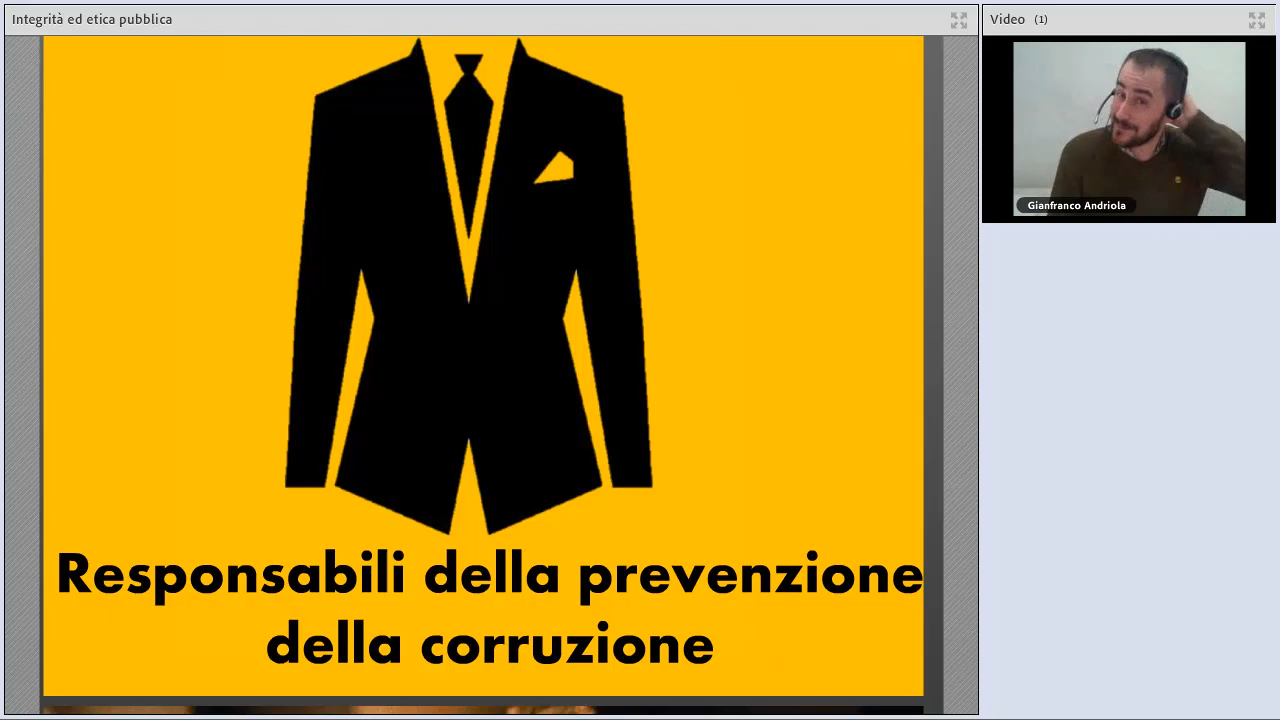 Integrità ed etica pubblica
Video (1)
Gianfranco Andriola
Responsabili della prevenzione
della corruzione